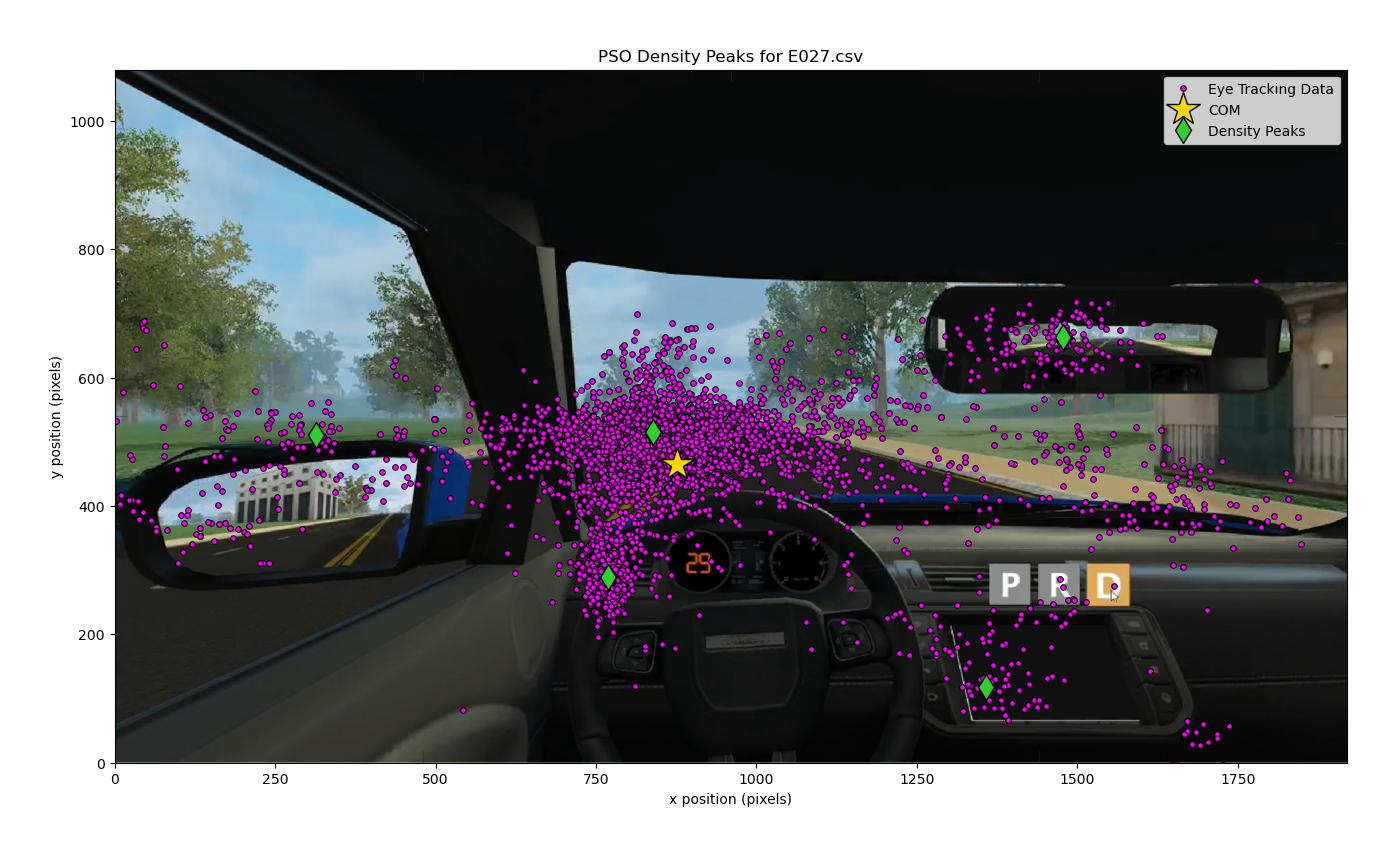 PSO Density Peaks for E027.csv
Eye Tracking Data
COM
Density Peaks
1000
800
600
400
200
0
y position (pixels)
25
P R D
0 250 500 750 1000 1250 1500 1750
x position (pixels)